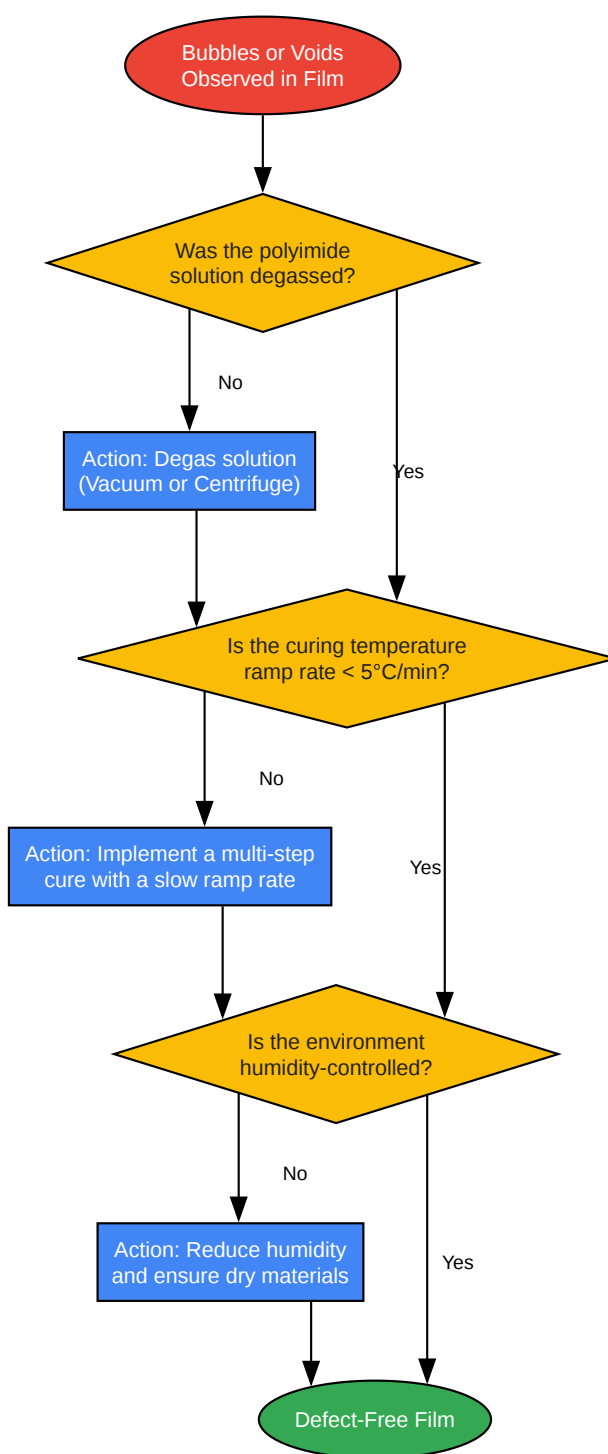 Bubbles or Voids
Observed in Film
Was the polyimide
solution degassed?
No
Action: Degas solution
(Vacuum or Centrifuge)
Yes
Is the curing temperature
ramp rate < 5°C/min?
No
Action: Implement a multi-step
cure with a slow ramp rate
Yes
Is the environment
humidity-controlled?
No
Action: Reduce humidity
and ensure dry materials
Yes
Defect-Free Film